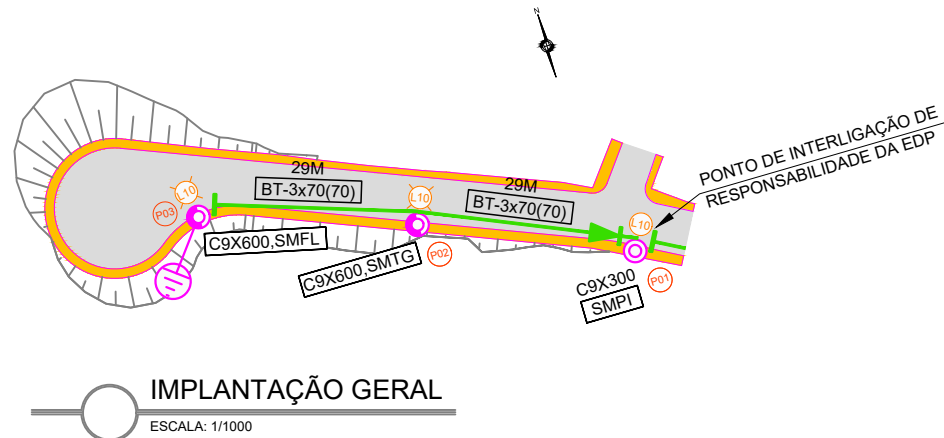 N
PONTO DE INTERLIGAÇÃO DE
RESPONSABILIDADE DA EDP
29M
BT-3x70(70)
29M
BT-3x70(70)
L10
L10
L10
P03
C9X600,SMFL
C9X600,SMTG
P02
C9X300
SMPI
P01
IMPLANTAÇÃO GERAL
ESCALA: 1/1000